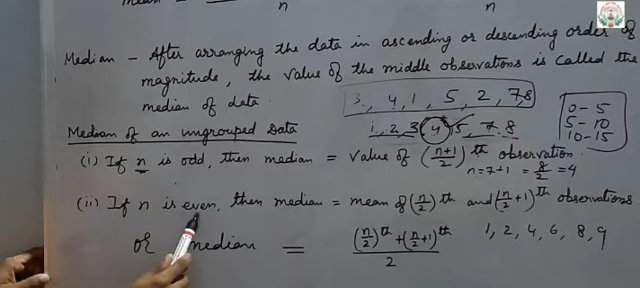 mean = n n
Median - After arranging the data in ascending or descending order of
magnitude, the value of the middle observations is called the
median of data.
3, 4, 1, 5, 2, 7, 8
1, 2, 3, 4, 5, 7, 8
0-5
5-10
10-15
Median of an ungrouped Data
(i) If n is odd, then median = value of (n+1/2)th observation
n=7+1 = 8/2 = 4
(ii) If n is even, then median = mean of (n/2)th and (n/2+1)th observations
or median = (n/2)th + (n/2+1)th / 2
1, 2, 4, 6, 8, 9